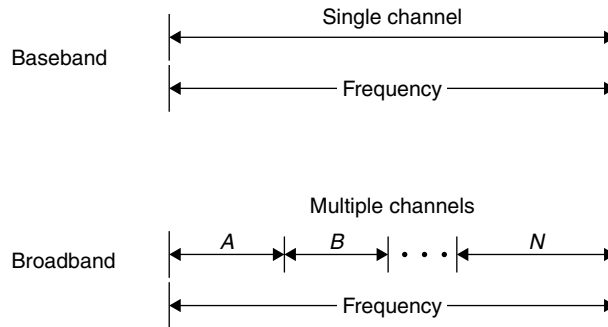 Single channel
Baseband
Frequency
Multiple channels
A B • • • N
Broadband
Frequency